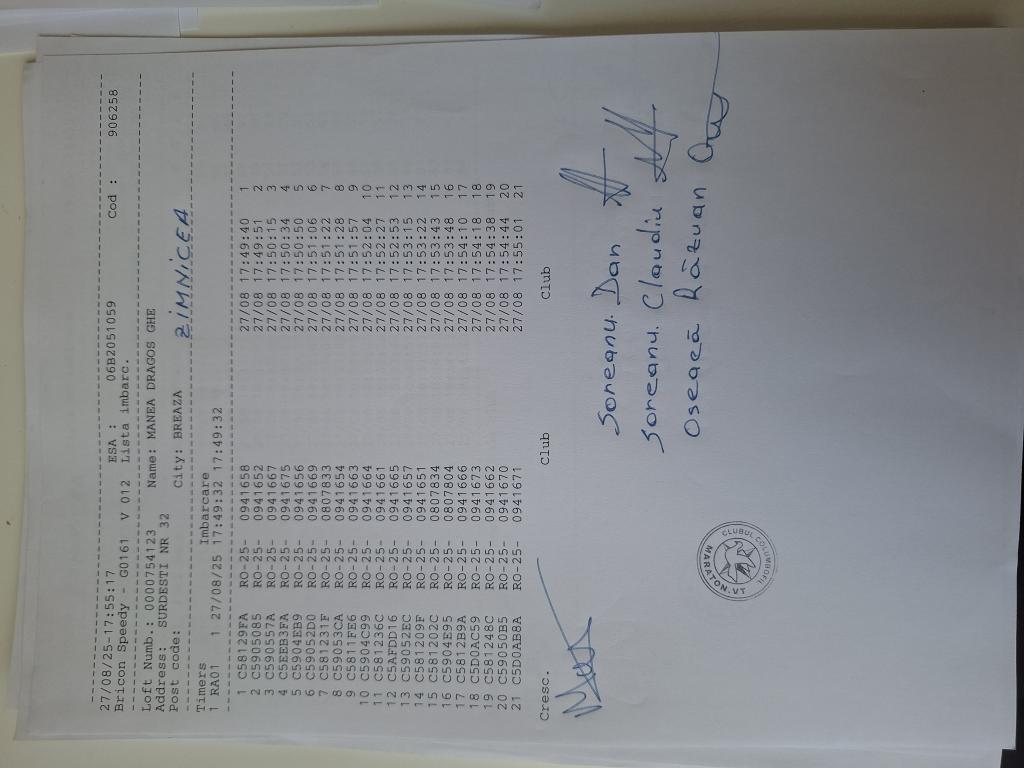 27/08/25-17:55:17
Bricon Speedy - G0161 V 012 ESA : 06B2051059 Cod : 906258
Lista imbarc.
--------------------------------------------------------------------------------
Loft Numb.: 0000754123 Name: MANEA DRAGOS GHE
Address: SURDESTI NR 32
Post code: City: BREAZA ZIMNICEA
--------------------------------------------------------------------------------
Timers Imbarcare
1 RA01 1 27/08/25 17:49:32 17:49:32
--------------------------------------------------------------------------------
1 C58129FA RO-25- 0941658 27/08 17:49:40 1
2 C5905085 RO-25- 0941652 27/08 17:49:51 2
3 C590557A RO-25- 0941667 27/08 17:50:15 3
4 C5EEB3FA RO-25- 0941675 27/08 17:50:34 4
5 C5904EB9 RO-25- 0941656 27/08 17:50:50 5
6 C59052D0 RO-25- 0941669 27/08 17:51:06 6
7 C581231F RO-25- 0807833 27/08 17:51:22 7
8 C59053CA RO-25- 0941654 27/08 17:51:28 8
9 C5811FE6 RO-25- 0941663 27/08 17:51:57 9
10 C5904C99 RO-25- 0941664 27/08 17:52:04 10
11 C581236C RO-25- 0941661 27/08 17:52:27 11
12 C5AFDD16 RO-25- 0941665 27/08 17:52:53 12
13 C59052EC RO-25- 0941657 27/08 17:53:15 13
14 C581209F RO-25- 0941651 27/08 17:53:22 14
15 C581202C RO-25- 0807834 27/08 17:53:43 15
16 C5904E95 RO-25- 0807804 27/08 17:53:48 16
17 C5812B9A RO-25- 0941666 27/08 17:54:10 17
18 C5D0AC59 RO-25- 0941673 27/08 17:54:18 18
19 C581248C RO-25- 0941662 27/08 17:54:38 19
20 C59050B5 RO-25- 0941670 27/08 17:54:44 20
21 C5D0AB8A RO-25- 0941671 27/08 17:55:01 21
Cresc. Club Club
Soreanu Dan
Soreanu Claudiu
Oseacă Răzvan
CLUBUL COLUMBOFIL
MARATON.VT